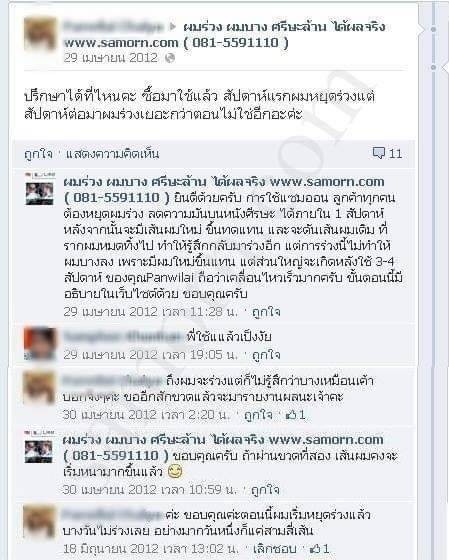 ผมร่วง ผมบาง ศรีษะล้าน ได้ผลจริง
www.samorn.com ( 081-5591110 )
29 เมษายน 2012
ปรึกษาได้ที่ไหนคะ ซื้อมาใช้แล้ว สัปดาห์แรกผมหยุดร่วงแต่
สัปดาห์ต่อมาผมร่วงเยอะกว่าตอนไม่ใช้อีกอะค่ะ
ถูกใจ · แสดงความคิดเห็น 11
ผมร่วง ผมบาง ศรีษะล้าน ได้ผลจริง www.samorn.com
( 081-5591110 ) ยินดีด้วยครับ การใช้แซมออน ลูกค้าทุกคน
ต้องหยุดผมร่วง ลดความมันบนหนังศีรษะ ได้ภายใน 1 สัปดาห์
หลังจากนั้นจะมีเส้นผมใหม่ ขึ้นทดแทน และจะดันเส้นผมเดิม ที่
รากผมหมดทิ้งไป ทำให้รู้สึกกลับมาร่วงอีก แต่การร่วงนี้ไม่ทำให้
ผมบางลง เพราะมีผมใหม่ขึ้นแทน แต่ส่วนใหญ่จะเกิดหลังใช้ 3-4
สัปดาห์ ของคุณPanwilai ถือว่าเคลื่อนไหวเร็วมากครับ ขั้นตอนนี้มี
อธิบายในเว็บไซต์ด้วย ขอบคุณครับ
29 เมษายน 2012 เวลา 11:28 น. · ถูกใจ
พี่ใช้แแล้วเป็งงัย
29 เมษายน 2012 เวลา 19:05 น. · ถูกใจ
ถึงผมจะร่วงแต่ก็ไม่รู้สึกว่าบางเหมือนเค้า
บอกจิงๆค่ะ ขออีกสักขวดแล้วจะมารายงานผลนะเจ้าคะ
30 เมษายน 2012 เวลา 2:20 น. · ถูกใจ · 1
ผมร่วง ผมบาง ศรีษะล้าน ได้ผลจริง www.samorn.com
( 081-5591110 ) ขอบคุณครับ ถ้าผ่านขวดที่สอง เส้นผมคงจะ
เริ่มหนามากขึ้นแล้ว
30 เมษายน 2012 เวลา 10:59 น. · ถูกใจ
ค่ะ ขอบคุณค่ะตอนนี้ผมเริ่มหยุดร่วงแล้ว
บางวันไม่ร่วงเลย อย่างมากวันหนึ่งก็แค่สามสี่เส้น
18 มิถุนายน 2012 เวลา 13:02 น. · เลิกชอบ · 1